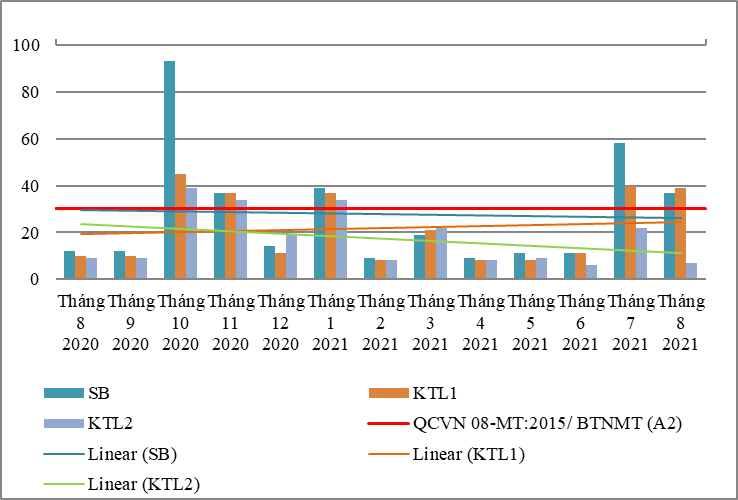 100
80
60
40
20
0
Tháng Tháng Tháng Tháng Tháng Tháng Tháng Tháng Tháng Tháng Tháng Tháng Tháng
8 9 10 11 12 1 2 3 4 5 6 7 8
2020 2020 2020 2020 2020 2021 2021 2021 2021 2021 2021 2021 2021
SB KTL1
KTL2 QCVN 08-MT:2015/ BTNMT (A2)
Linear (SB) Linear (KTL1)
Linear (KTL2)